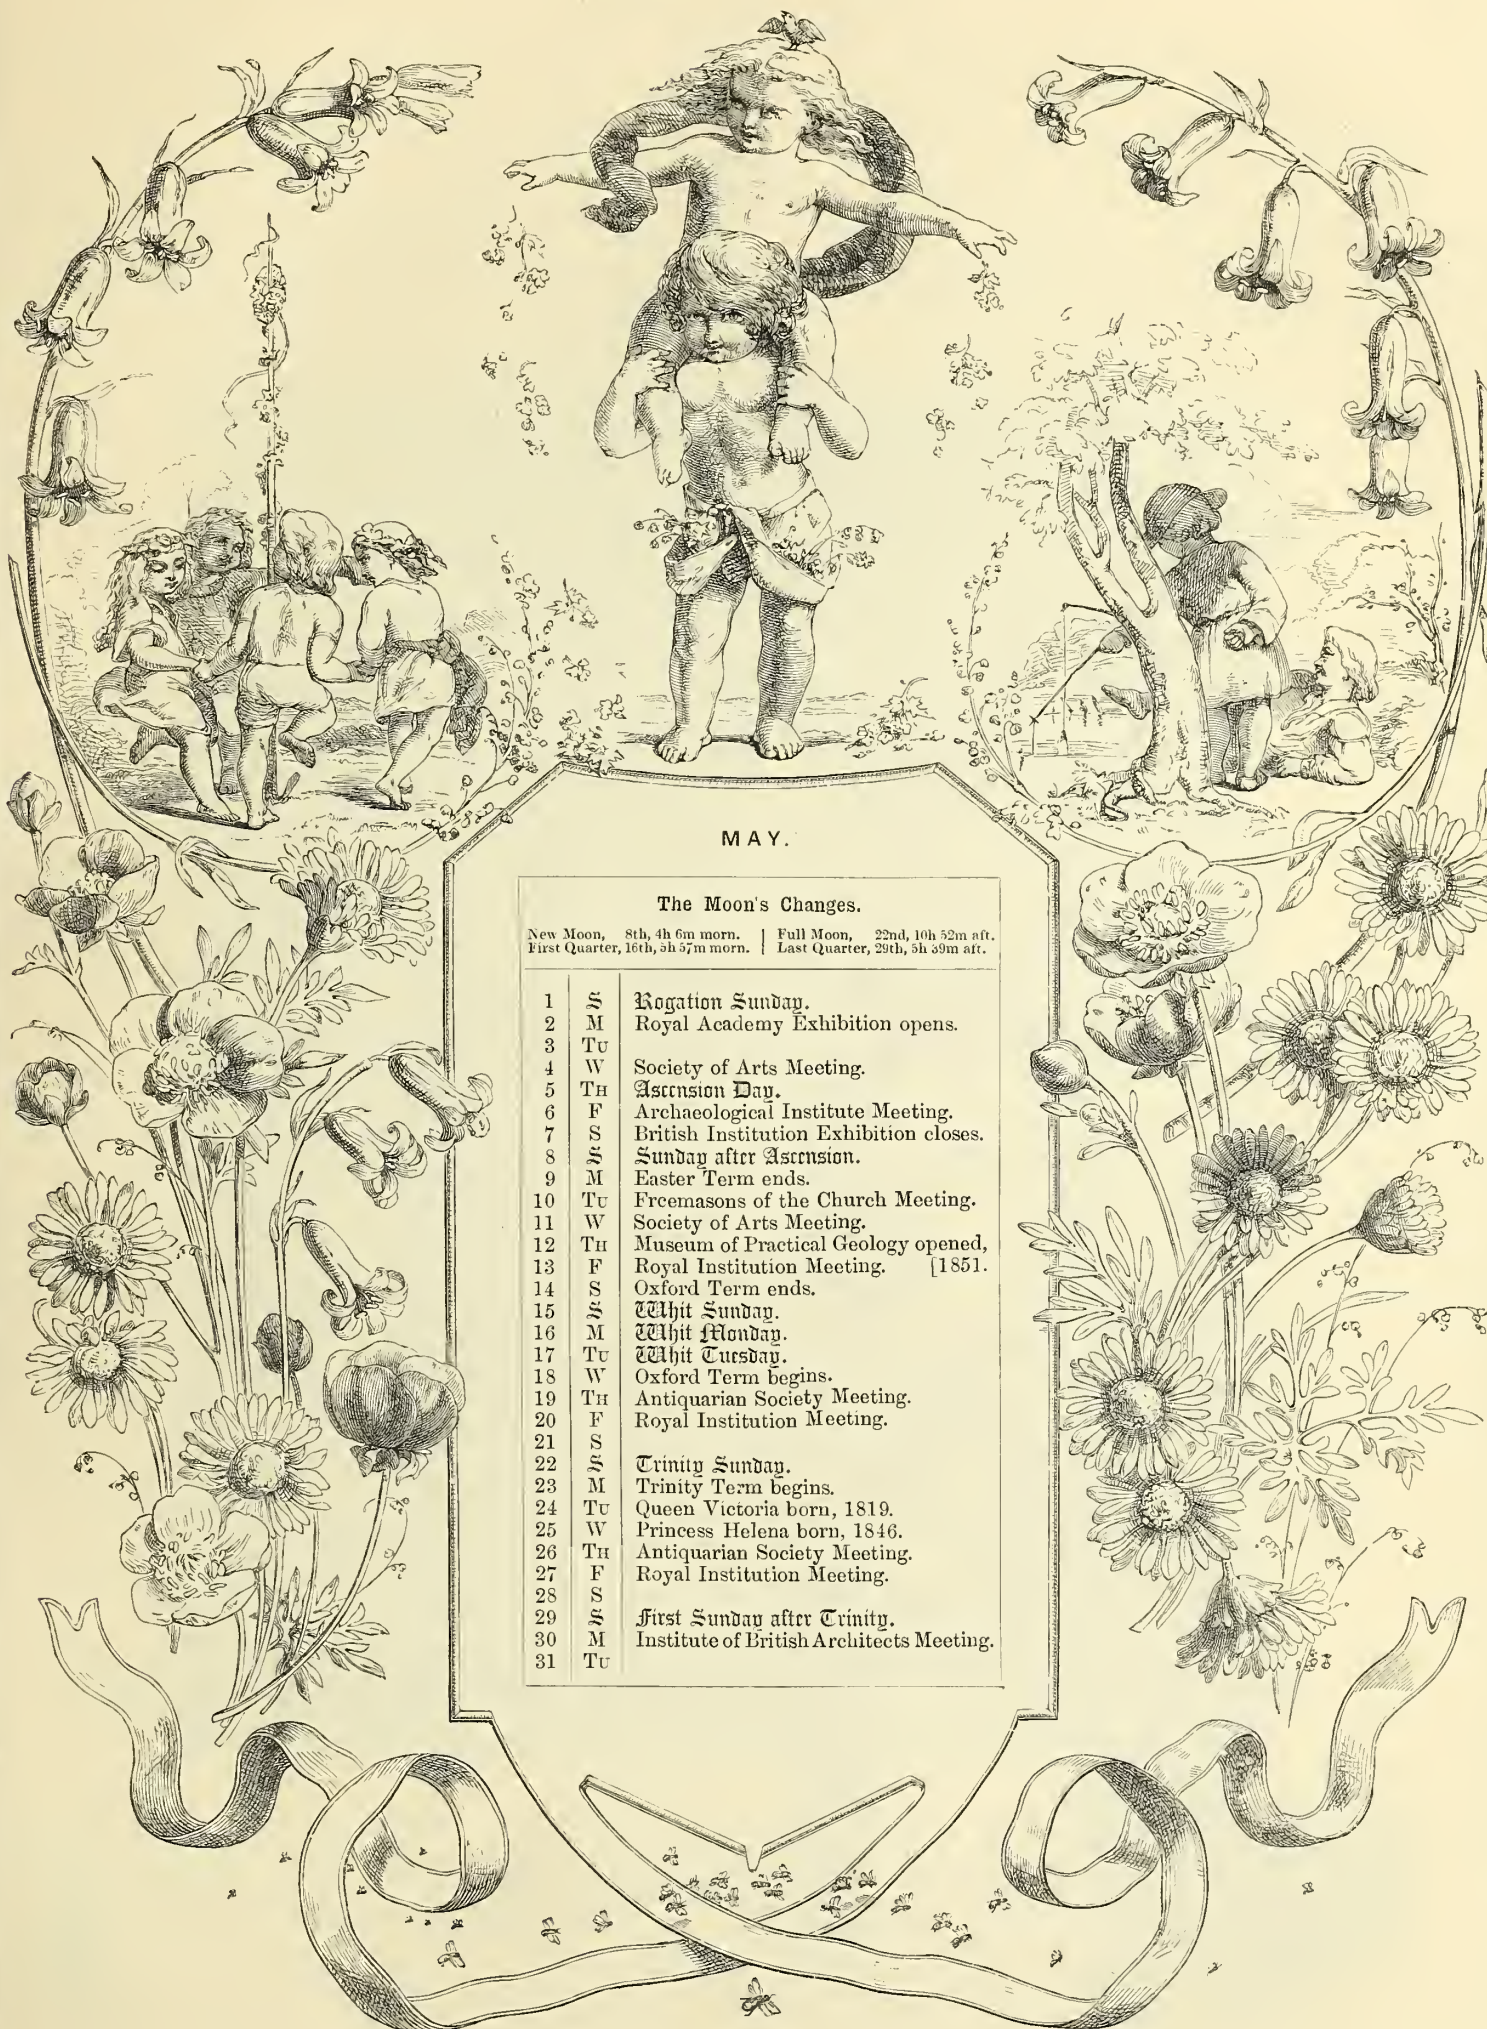 MAY.
The Moon's Changes.
New Moon, 8th, 4h 6m morn. | Full Moon, 22nd, 10h 52m aft.
First Quarter, 16th, 5h 57m morn. | Last Quarter, 29th, 5h 39m aft.
1 S Rogation Sunday.
2 M Royal Academy Exhibition opens.
3 TU
4 W Society of Arts Meeting.
5 TH Ascension Day.
6 F Archaeological Institute Meeting.
7 S British Institution Exhibition closes.
8 S Sunday after Ascension.
9 M Easter Term ends.
10 TU Freemasons of the Church Meeting.
11 W Society of Arts Meeting.
12 TH Museum of Practical Geology opened,
13 F Royal Institution Meeting. [1851.
14 S Oxford Term ends.
15 S Whit Sunday.
16 M Whit Monday.
17 TU Whit Tuesday.
18 W Oxford Term begins.
19 TH Antiquarian Society Meeting.
20 F Royal Institution Meeting.
21 S
22 S Trinity Sunday.
23 M Trinity Term begins.
24 TU Queen Victoria born, 1819.
25 W Princess Helena born, 1846.
26 TH Antiquarian Society Meeting.
27 F Royal Institution Meeting.
28 S
29 S First Sunday after Trinity.
30 M Institute of British Architects Meeting.
31 TU